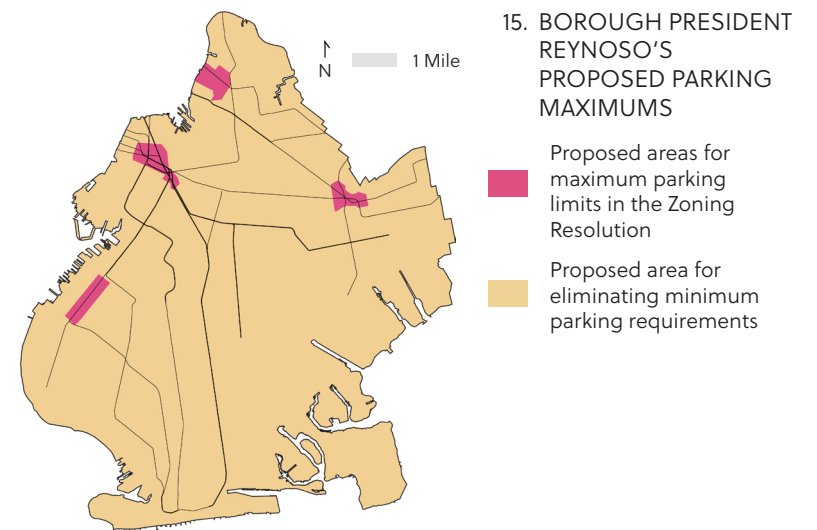 N
1 Mile
15. BOROUGH PRESIDENT
REYNOSO’S
PROPOSED PARKING
MAXIMUMS
Proposed areas for
maximum parking
limits in the Zoning
Resolution
Proposed area for
eliminating minimum
parking requirements